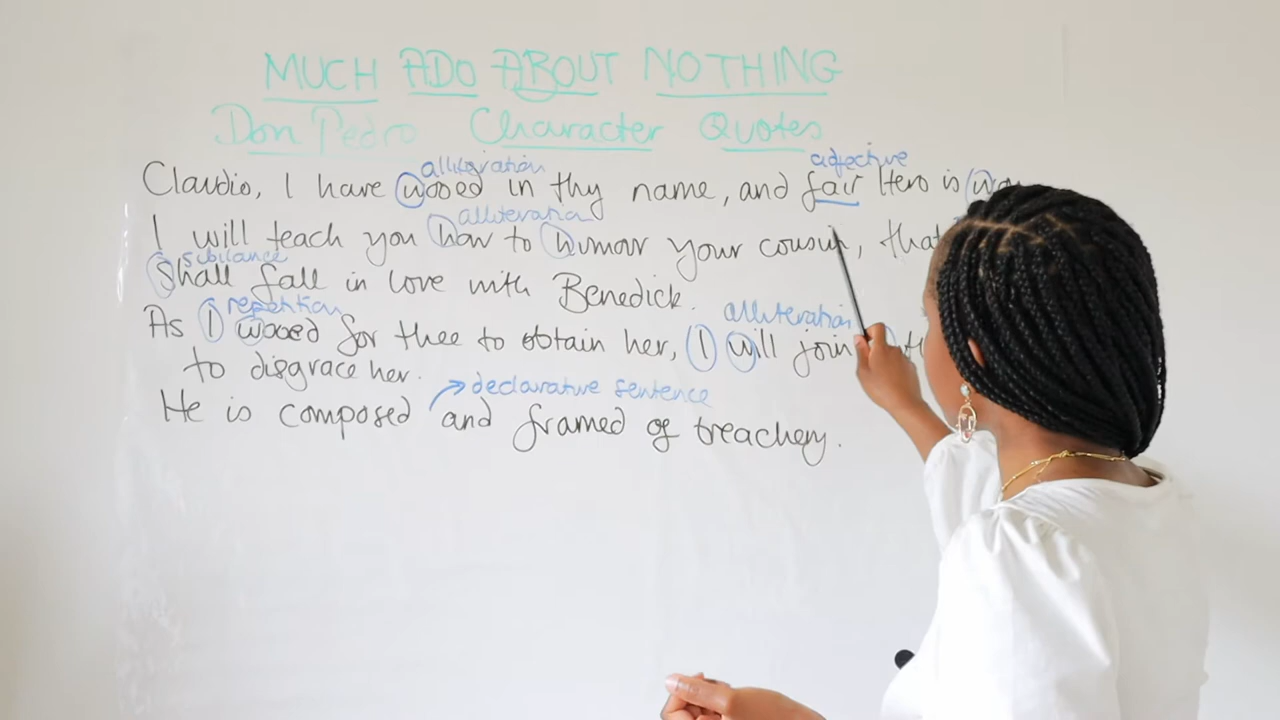 MUCH ADO ABOUT NOTHING
Don Pedro Character Quotes
alliteration adjective
Claudio, I have wooed in thy name, and fair Hero is
alliteration
I will teach you how to humour your cousin, that
sibilance
Shall fall in love with Benedick.
repetition alliteration
As I wooed for thee to obtain her, I will join
to disgrace her.
declarative sentence
He is composed and framed of treachery.